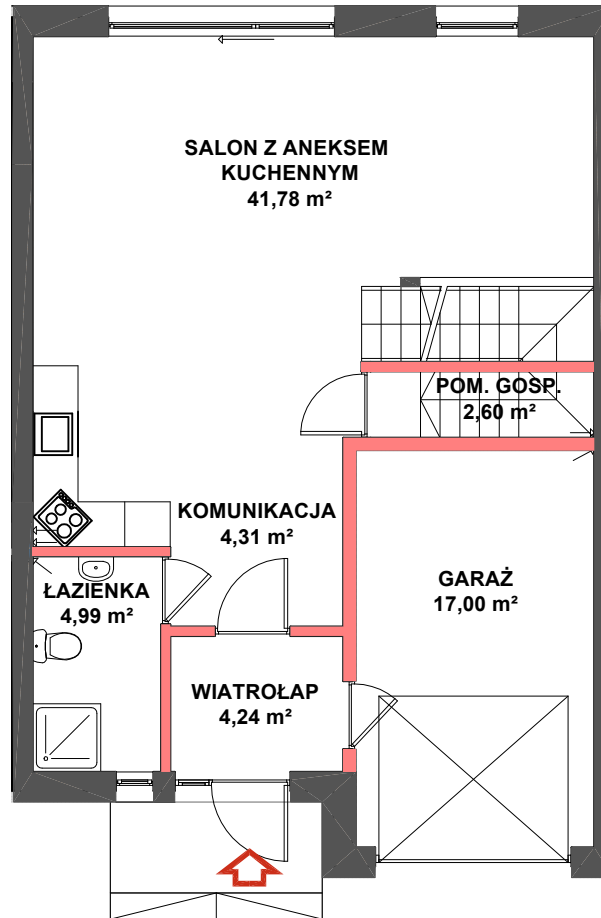 SALON Z ANEKSEM
KUCHENNYM
41,78 m²
POM. GOSP.
2,60 m²
KOMUNIKACJA
4,31 m²
GARAŻ
17,00 m²
ŁAZIENKA
4,99 m²
WIATROŁAP
4,24 m²